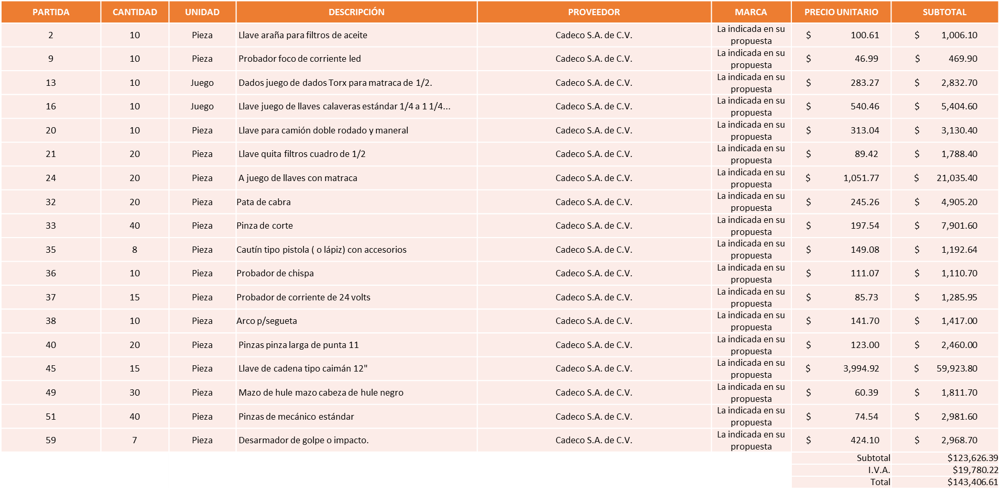 PARTIDA CANTIDAD UNIDAD DESCRIPCIÓN PROVEEDOR MARCA PRECIO UNITARIO SUBTOTAL
2 10 Pieza Llave araña para filtros de aceite Cadeco S.A. de C.V. La indicada en su propuesta $ 100.61 $ 1,006.10
9 10 Pieza Probador foco de corriente led Cadeco S.A. de C.V. La indicada en su propuesta $ 46.99 $ 469.90
13 10 Juego Dados juego de dados Torx para matraca de 1/2. Cadeco S.A. de C.V. La indicada en su propuesta $ 283.27 $ 2,832.70
16 10 Juego Llave juego de llaves calaveras estándar 1/4 a 1 1/4... Cadeco S.A. de C.V. La indicada en su propuesta $ 540.46 $ 5,404.60
20 10 Pieza Llave para camión doble rodado y maneral Cadeco S.A. de C.V. La indicada en su propuesta $ 313.04 $ 3,130.40
21 20 Pieza Llave quita filtros cuadro de 1/2 Cadeco S.A. de C.V. La indicada en su propuesta $ 89.42 $ 1,788.40
24 20 Pieza A juego de llaves con matraca Cadeco S.A. de C.V. La indicada en su propuesta $ 1,051.77 $ 21,035.40
32 20 Pieza Pata de cabra Cadeco S.A. de C.V. La indicada en su propuesta $ 245.26 $ 4,905.20
33 40 Pieza Pinza de corte Cadeco S.A. de C.V. La indicada en su propuesta $ 197.54 $ 7,901.60
35 8 Pieza Cautín tipo pistola ( o lápiz) con accesorios Cadeco S.A. de C.V. La indicada en su propuesta $ 149.08 $ 1,192.64
36 10 Pieza Probador de chispa Cadeco S.A. de C.V. La indicada en su propuesta $ 111.07 $ 1,110.70
37 15 Pieza Probador de corriente de 24 volts Cadeco S.A. de C.V. La indicada en su propuesta $ 85.73 $ 1,285.95
38 10 Pieza Arco p/segueta Cadeco S.A. de C.V. La indicada en su propuesta $ 141.70 $ 1,417.00
40 20 Pieza Pinzas pinza larga de punta 11 Cadeco S.A. de C.V. La indicada en su propuesta $ 123.00 $ 2,460.00
45 15 Pieza Llave de cadena tipo caimán 12" Cadeco S.A. de C.V. La indicada en su propuesta $ 3,994.92 $ 59,923.80
49 30 Pieza Mazo de hule mazo cabeza de hule negro Cadeco S.A. de C.V. La indicada en su propuesta $ 60.39 $ 1,811.70
51 40 Pieza Pinzas de mecánico estándar Cadeco S.A. de C.V. La indicada en su propuesta $ 74.54 $ 2,981.60
59 7 Pieza Desarmador de golpe o impacto. Cadeco S.A. de C.V. La indicada en su propuesta $ 424.10 $ 2,968.70
Subtotal $123,626.39
I.V.A. $19,780.22
Total $143,406.61